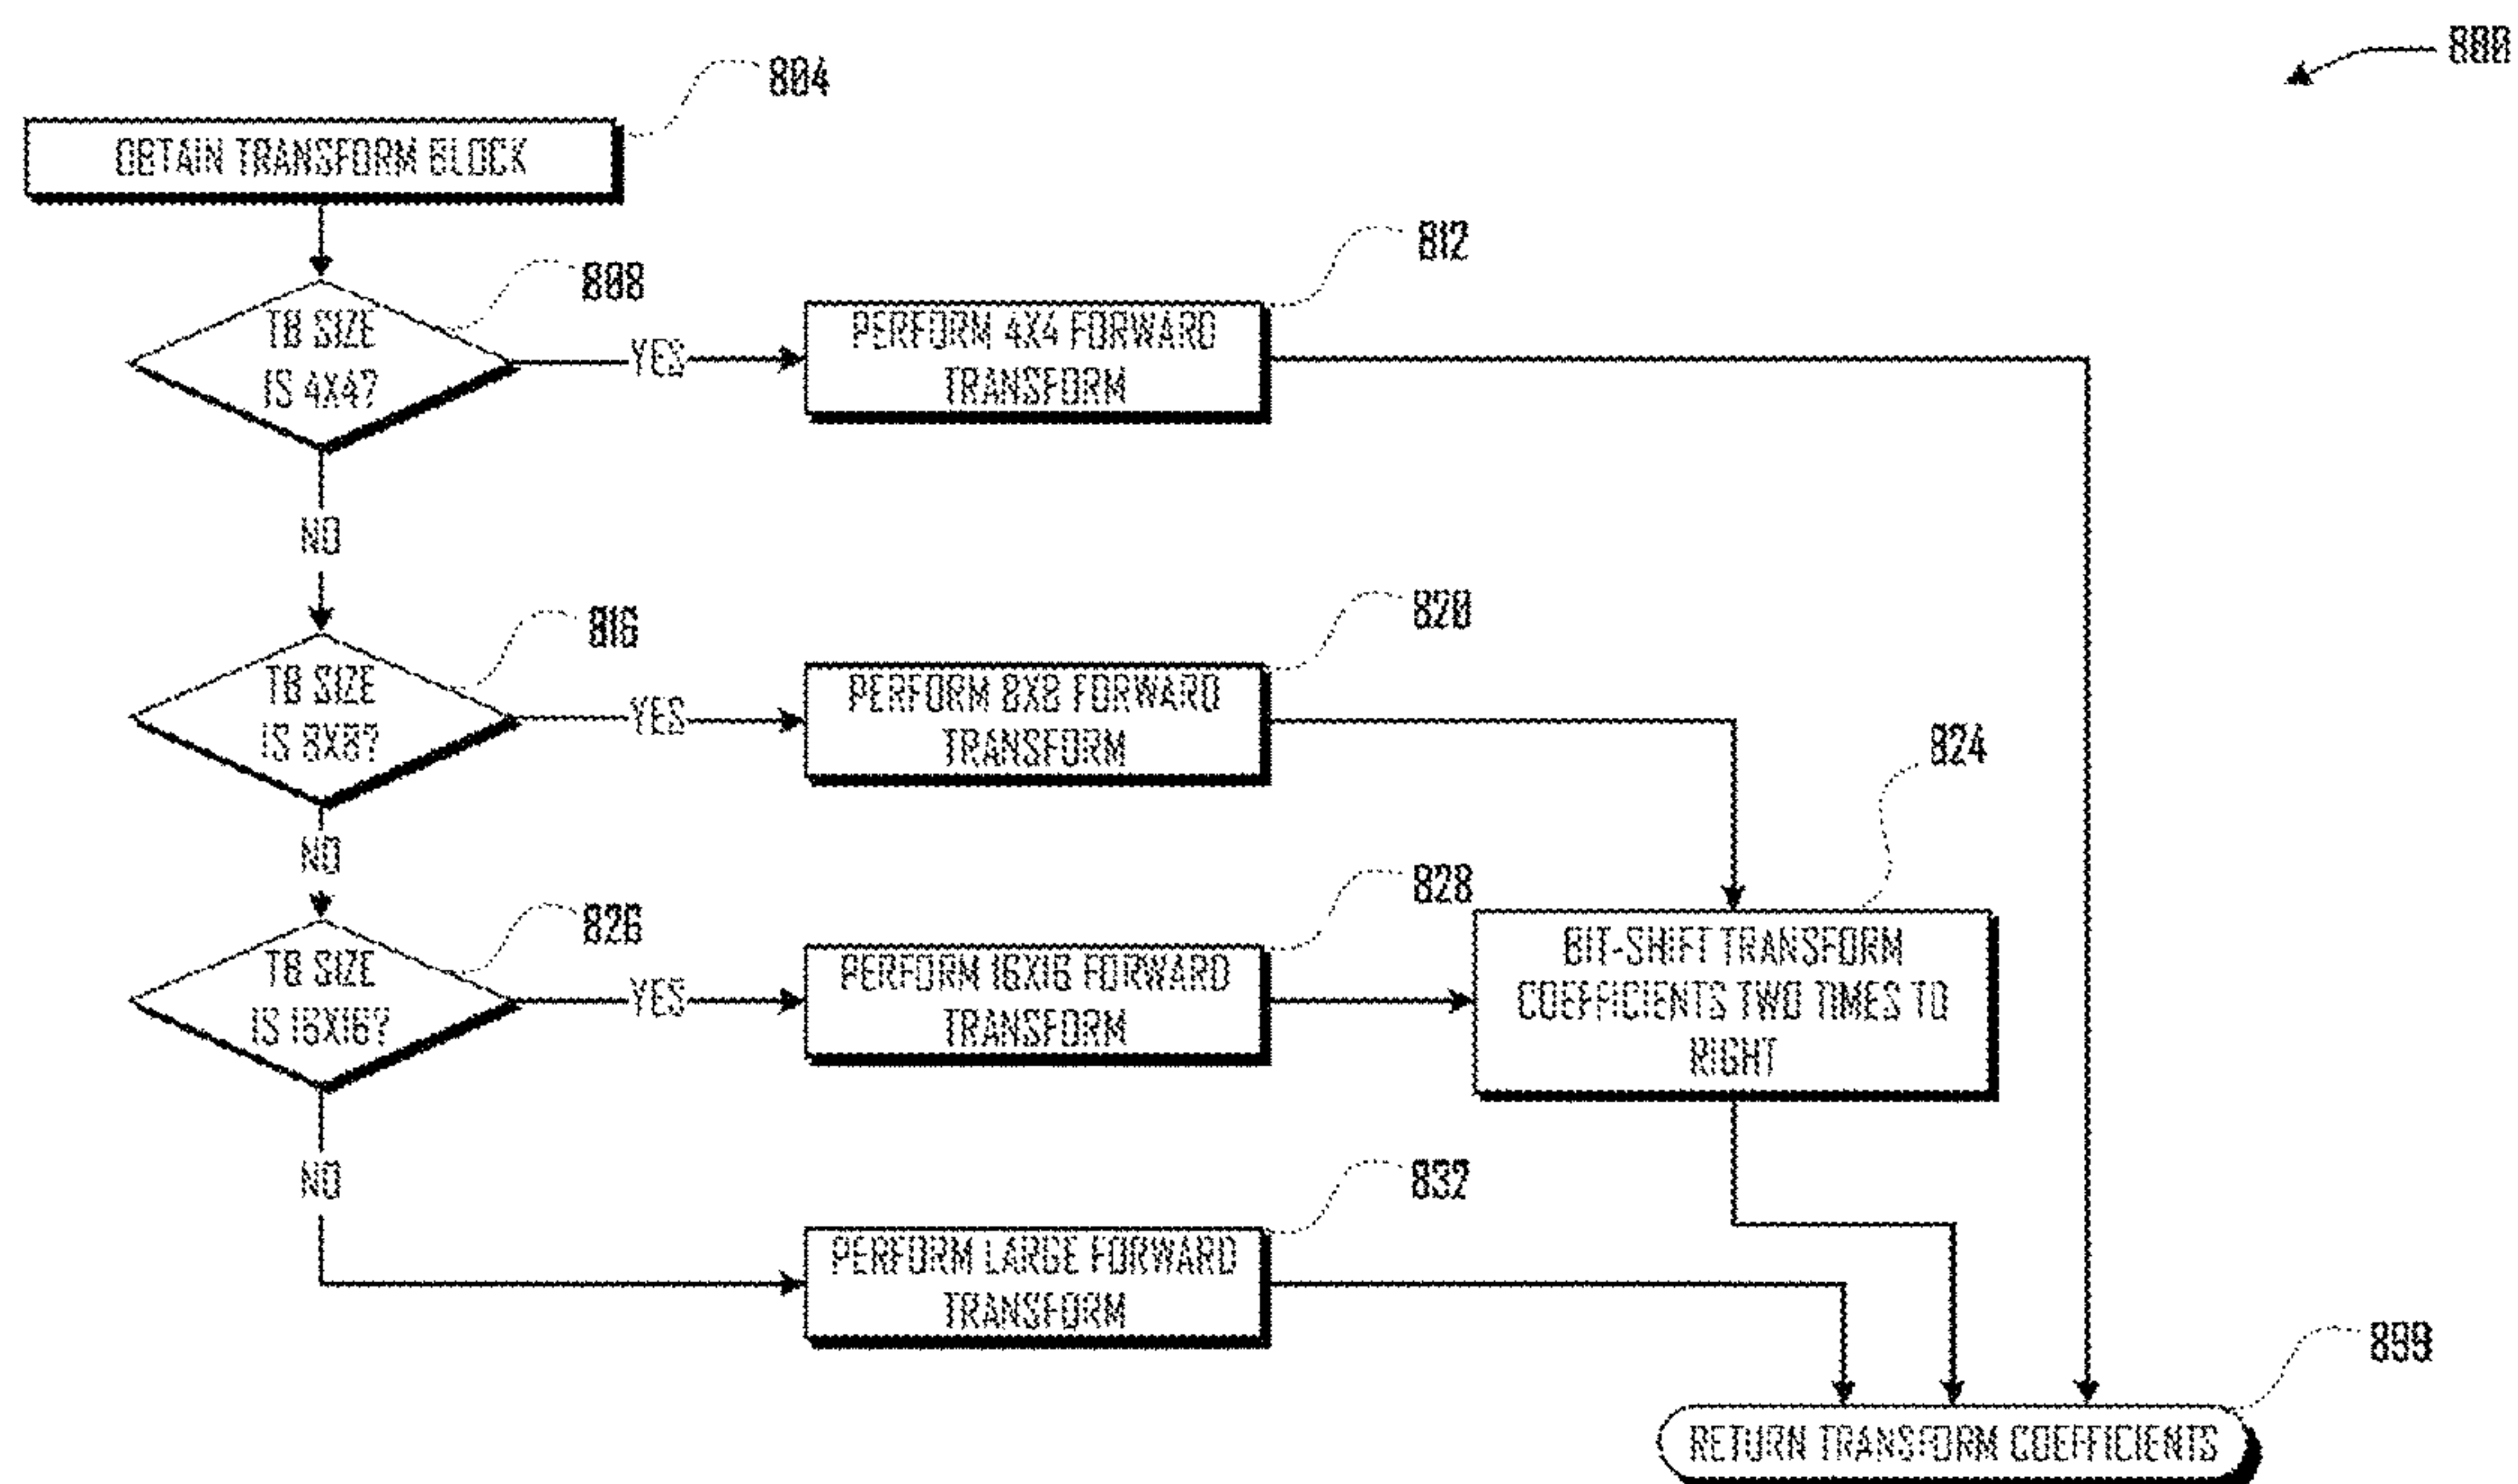 800
804
OBTAIN TRANSFORM BLOCK
808
TB SIZE
IS 4X4?
YES
812
PERFORM 4X4 FORWARD
TRANSFORM
NO
816
TB SIZE
IS 8X8?
YES
820
PERFORM 8X8 FORWARD
TRANSFORM
824
BIT-SHIFT TRANSFORM
COEFFICIENTS TWO TIMES TO
RIGHT
NO
826
TB SIZE
IS 16X16?
YES
828
PERFORM 16X16 FORWARD
TRANSFORM
NO
832
PERFORM LARGE FORWARD
TRANSFORM
899
RETURN TRANSFORM COEFFICIENTS